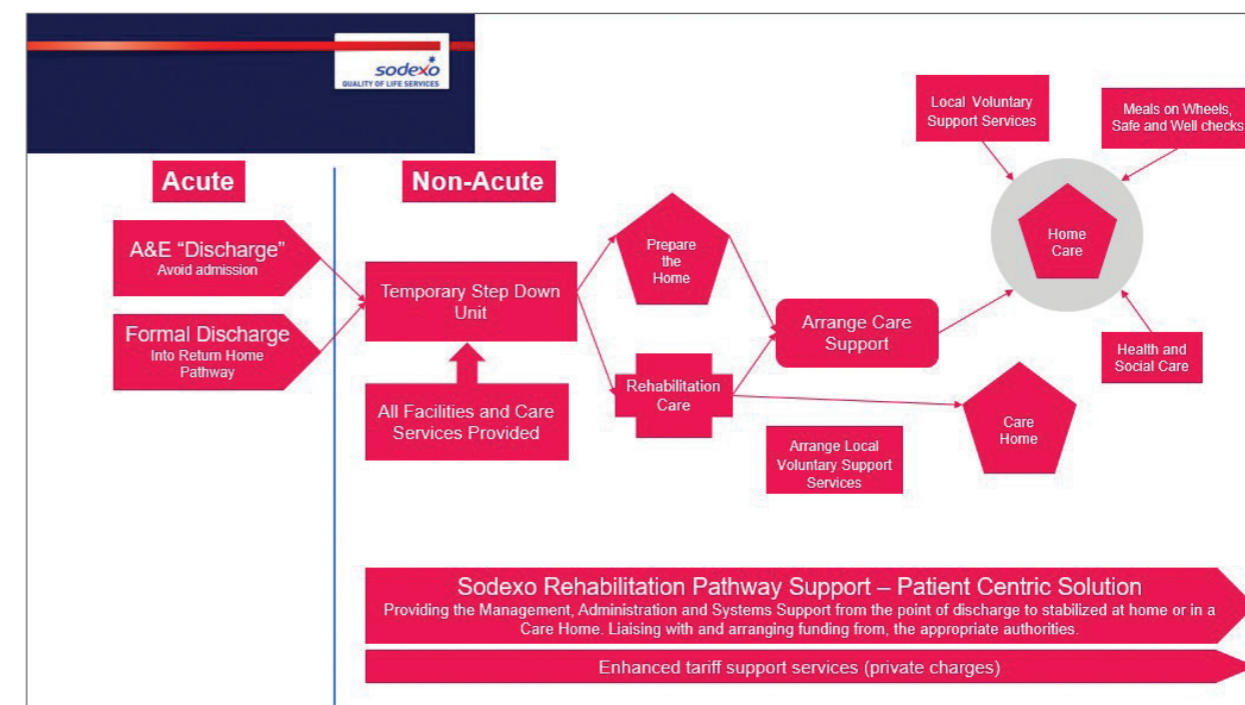 sodexo
QUALITY OF LIFE SERVICES
Acute
Non-Acute
A&E “Discharge”
Avoid admission
Formal Discharge
Into Return Home
Pathway
Temporary Step Down
Unit
All Facilities and Care
Services Provided
Prepare
the
Home
Rehabilitation
Care
Arrange Care
Support
Arrange Local
Voluntary Support
Services
Local Voluntary
Support Services
Meals on Wheels,
Safe and Well checks
Home
Care
Health and
Social Care
Care
Home
Sodexo Rehabilitation Pathway Support – Patient Centric Solution
Providing the Management, Administration and Systems Support from the point of discharge to stabilized at home or in a
Care Home. Liaising with and arranging funding from, the appropriate authorities.
Enhanced tariff support services (private charges)